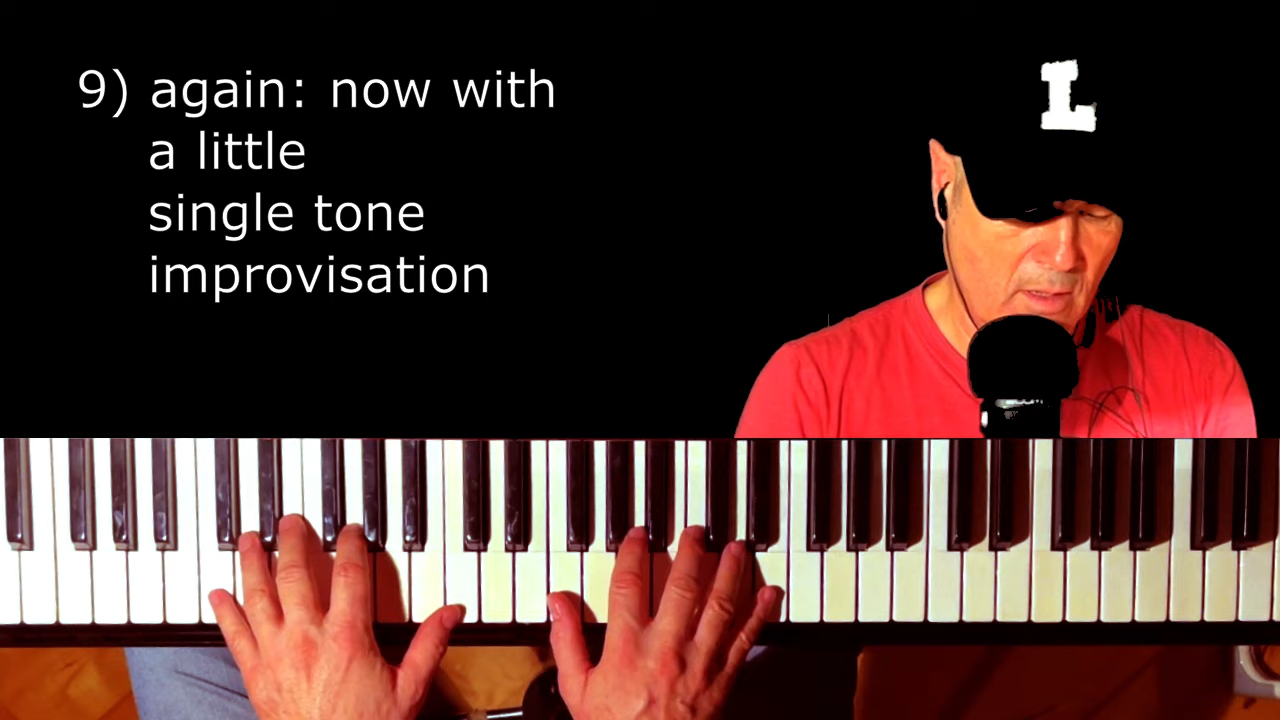 9) again: now with
a little
single tone
improvisation
L